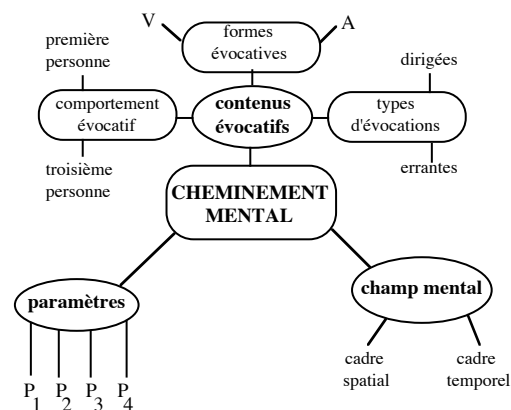 V
A
formes
évocatives
première
personne
dirigées
comportement
évocatif
contenus
évocatifs
types
d'évocations
troisième
personne
errantes
CHEMINEMENT
MENTAL
paramètres
champ mental
cadre
spatial
cadre
temporel
P1 P2 P3 P4